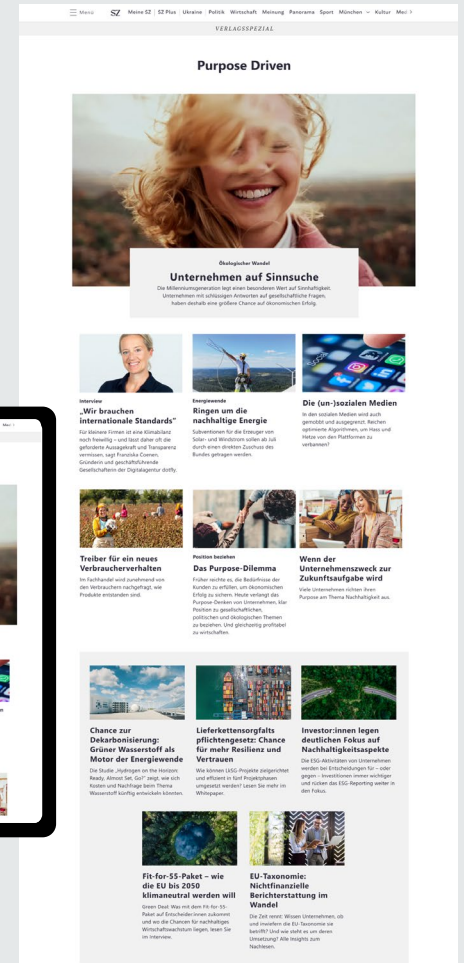 Menü SZ Meine SZ SZ Plus Ukraine Politik Wirtschaft Meinung Panorama Sport München Kultur
VERLAGSSPEZIAL
Purpose Driven
Ökologischer Wandel
Unternehmen auf Sinnsuche
Die Millenniumsgeneration legt einen besonderen Wert auf Sinnhaftigkeit.
Unternehmen mit schlüssigen Antworten auf gesellschaftliche Fragen,
haben deshalb eine größere Chance auf ökonomischen Erfolg.
Interview
„Wir brauchen
internationale Standards"
Für kleinere Firmen ist eine Klimabilanz
noch freiwillig – und lässt daher oft die
geforderte Aussagekraft und Transparenz
vermissen, sagt Franziska Coenen,
Gründerin und geschäftsführende
Gesellschafterin der Digitalagentur dotfly.
Energiewende
Ringen um die
nachhaltige Energie
Subventionen für die Erzeuger von
Solar- und Windstrom sollen ab Juli
durch einen direkten Zuschuss des
Bundes getragen werden.
Die (un-)sozialen Medien
In den sozialen Medien wird auch
gemobbt und ausgegrenzt. Reichen
optimierte Algorithmen, um Hass und
Hetze von den Plattformen zu
verbannen?
Treiber für ein neues
Verbraucherverhalten
Im Fachhandel wird zunehmend von
den Verbrauchern nachgefragt, wie
Produkte entstanden sind.
Position beziehen
Das Purpose-Dilemma
Früher reichte es, die Bedürfnisse der
Kunden zu erfüllen, um ökonomischen
Erfolg zu sichern. Heute verlangt das
Purpose-Denken von Unternehmen, klar
Position zu gesellschaftlichen,
politischen und ökologischen Themen
zu beziehen. Und gleichzeitig profitabel
zu wirtschaften.
Wenn der
Unternehmenszweck zur
Zukunftsaufgabe wird
Viele Unternehmen richten ihren
Purpose am Thema Nachhaltigkeit aus.
Chance zur
Dekarbonisierung:
Grüner Wasserstoff als
Motor der Energiewende
Die Studie „Hydrogen on the Horizon:
Ready, Almost Set, Go?" zeigt, wie sich
Kosten und Nachfrage beim Thema
Wasserstoff künftig entwickeln könnten.
Lieferkettensorgfalts
pflichtengesetz: Chance
für mehr Resilienz und
Vertrauen
Wie können LkSG-Projekte zielgerichtet
und effizient in fünf Projektphasen
umgesetzt werden? Lesen Sie mehr im
Whitepaper.
Investor:innen legen
deutlichen Fokus auf
Nachhaltigkeitsaspekte
Die ESG-Aktivitäten von Unternehmen
werden bei Entscheidungen für – oder
gegen – Investitionen immer wichtiger
und rücken das ESG-Reporting weiter in
den Fokus.
Fit-for-55-Paket – wie
die EU bis 2050
klimaneutral werden will
Green Deal: Was mit dem Fit-for-55-
Paket auf Entscheider:innen zukommt
und wo die Chancen für nachhaltiges
Wirtschaftswachstum liegen, lesen Sie
im Interview.
EU-Taxonomie:
Nichtfinanzielle
Berichterstattung im
Wandel
Die Zeit rennt: Wissen Unternehmen, ob
und inwiefern die EU-Taxonomie sie
betrifft? Und wie steht es um deren
Umsetzung? Alle Insights zum
Nachlesen.